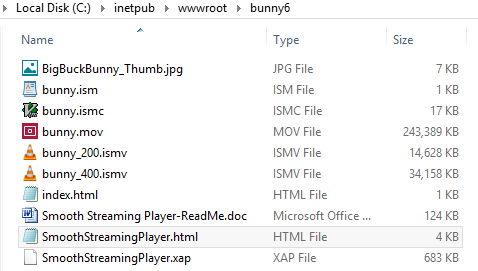 Local Disk (C:) inetpub wwwroot bunny6
Name Type Size
BigBuckBunny_Thumb.jpg JPG File 7 KB
bunny.ism ISM File 1 KB
bunny.ismc ISMC File 17 KB
bunny.mov MOV File 243,389 KB
bunny_200.ismv ISMV File 14,628 KB
bunny_400.ismv ISMV File 34,158 KB
index.html HTML File 1 KB
Smooth Streaming Player-ReadMe.doc Microsoft Office ... 124 KB
SmoothStreamingPlayer.html HTML File 4 KB
SmoothStreamingPlayer.xap XAP File 683 KB